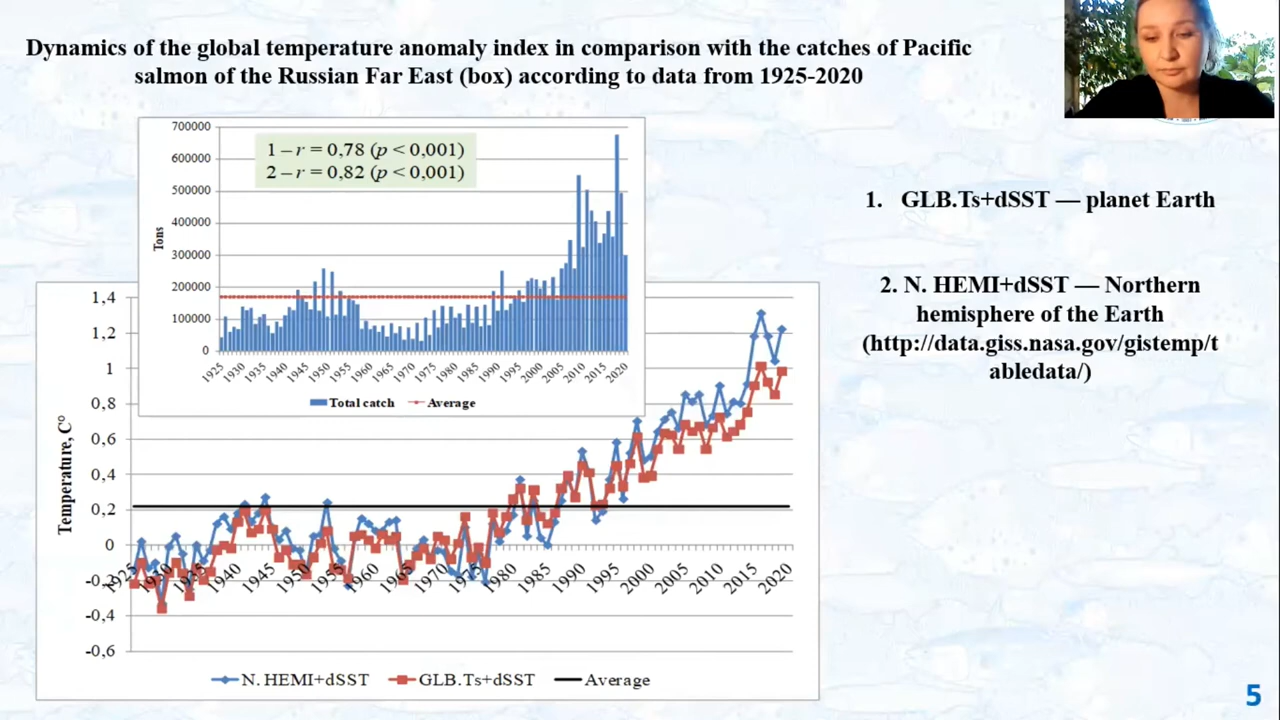 Dynamics of the global temperature anomaly index in comparison with the catches of Pacific
salmon of the Russian Far East (box) according to data from 1925-2020
700000
600000
500000
400000
300000
200000
100000
0
Tons
1 – r = 0,78 (p < 0,001)
2 – r = 0,82 (p < 0,001)
1925 1930 1935 1940 1945 1950 1955 1960 1965 1970 1975 1980 1985 1990 1995 2000 2005 2010 2015 2020
Total catch Average
1. GLB.Ts+dSST — planet Earth
2. N. HEMI+dSST — Northern
hemisphere of the Earth
(http://data.giss.nasa.gov/gistemp/t
abledata/)
1,4
1,2
1
0,8
0,6
0,4
0,2
0
-0,2
-0,4
-0,6
Temperature, C°
1925 1930 1935 1940 1945 1950 1955 1960 1965 1970 1975 1980 1985 1990 1995 2000 2005 2010 2015 2020
N. HEMI+dSST GLB.Ts+dSST Average
5